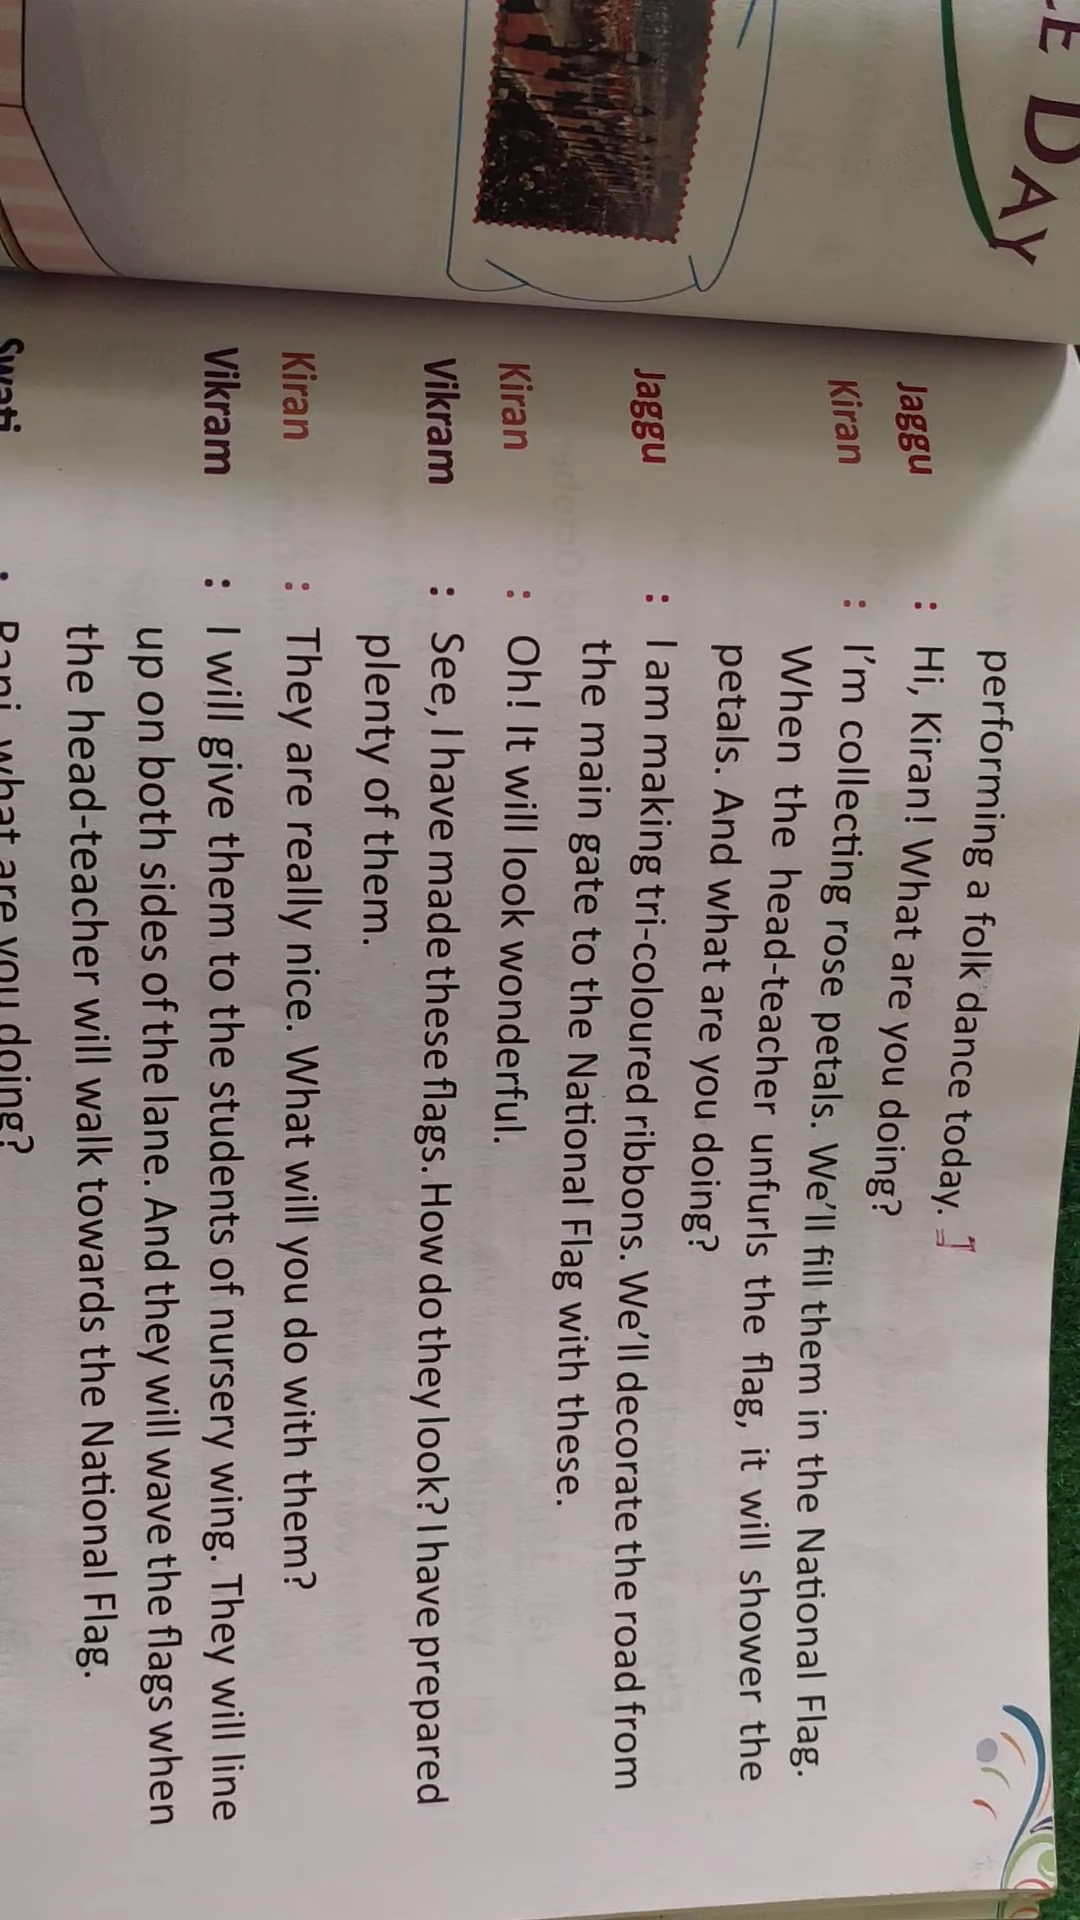 E DAY
performing a folk dance today.
Jaggu : Hi, Kiran! What are you doing?
Kiran : I'm collecting rose petals. We'll fill them in the National Flag.
When the head-teacher unfurls the flag, it will shower the
petals. And what are you doing?
Jaggu : I am making tri-coloured ribbons. We'll decorate the road from
the main gate to the National Flag with these.
Kiran : Oh! It will look wonderful.
Vikram : See, I have made these flags. How do they look? I have prepared
plenty of them.
Kiran : They are really nice. What will you do with them?
Vikram : I will give them to the students of nursery wing. They will line
up on both sides of the lane. And they will wave the flags when
the head-teacher will walk towards the National Flag.
Swati : Rani, what are you doing?